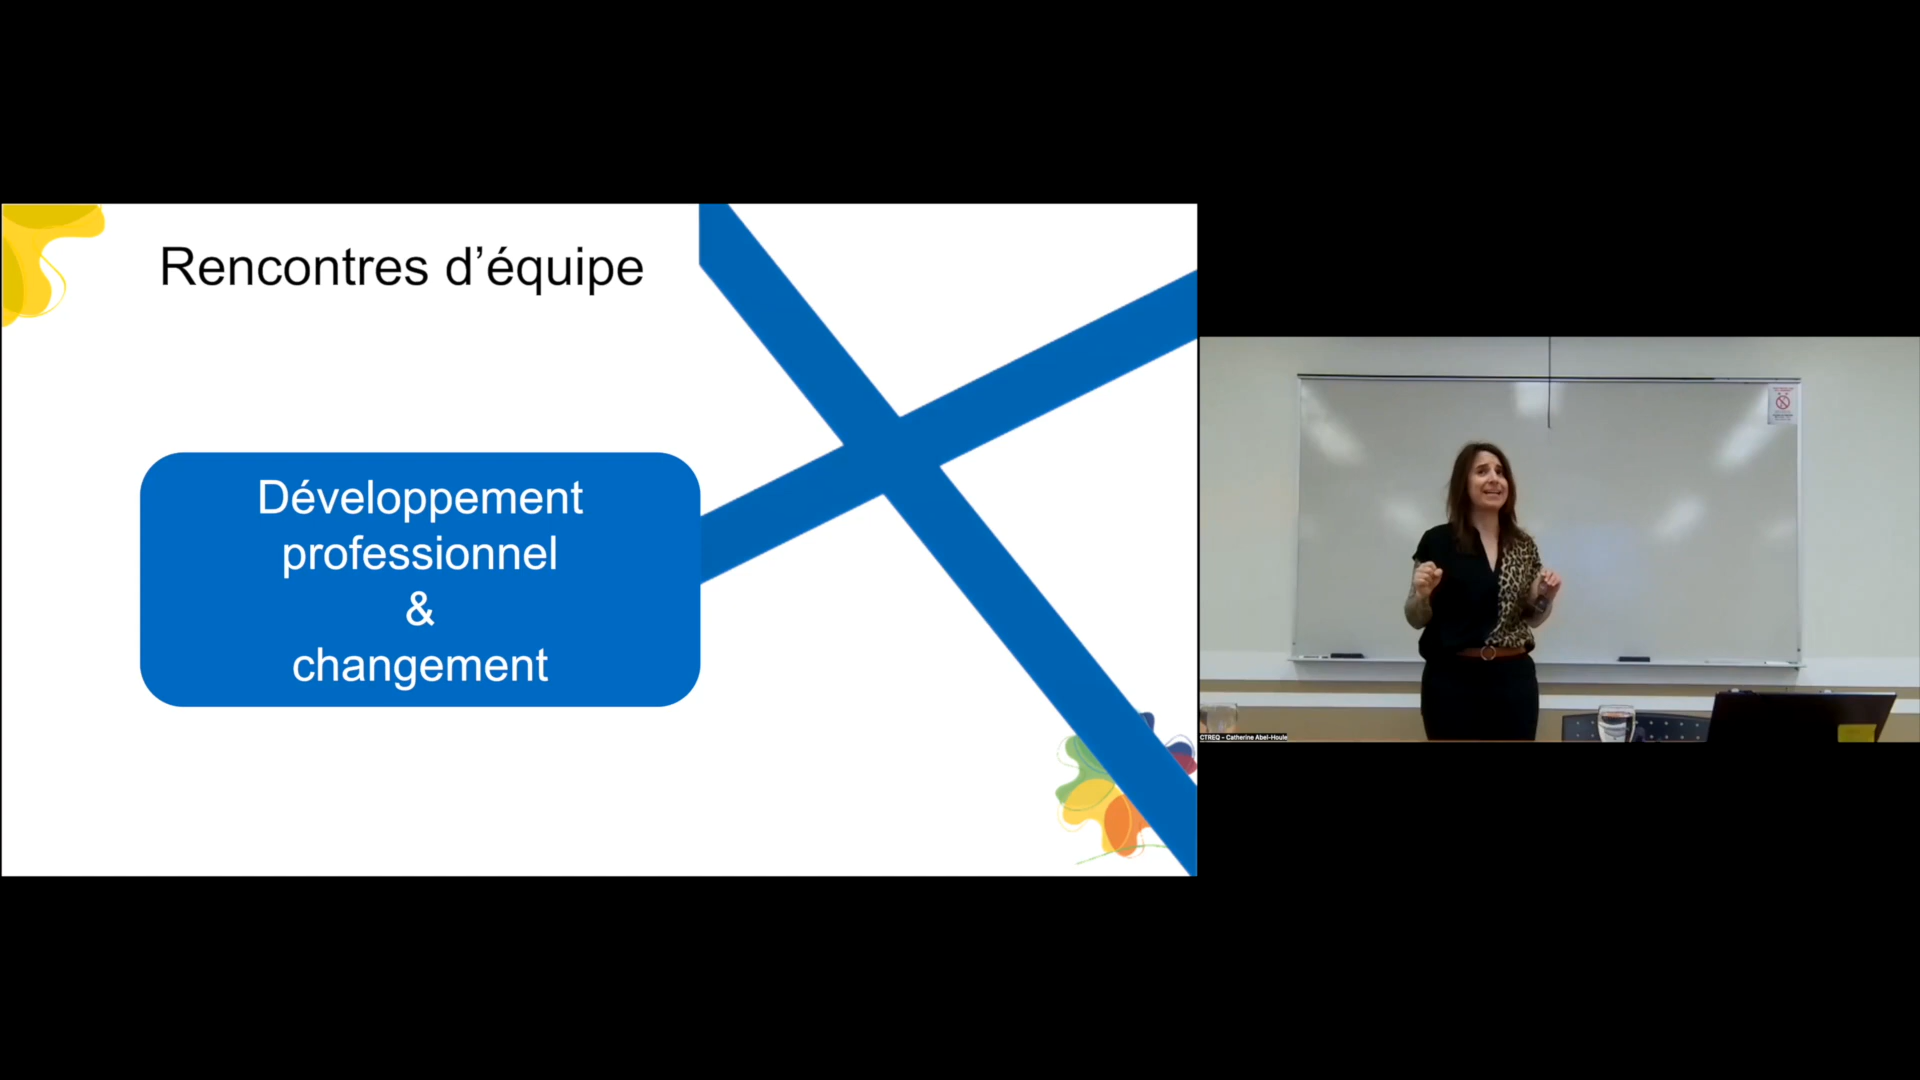 Rencontres d’équipe
Développement
professionnel
&
changement
CTREQ - Catherine Abel-Houle